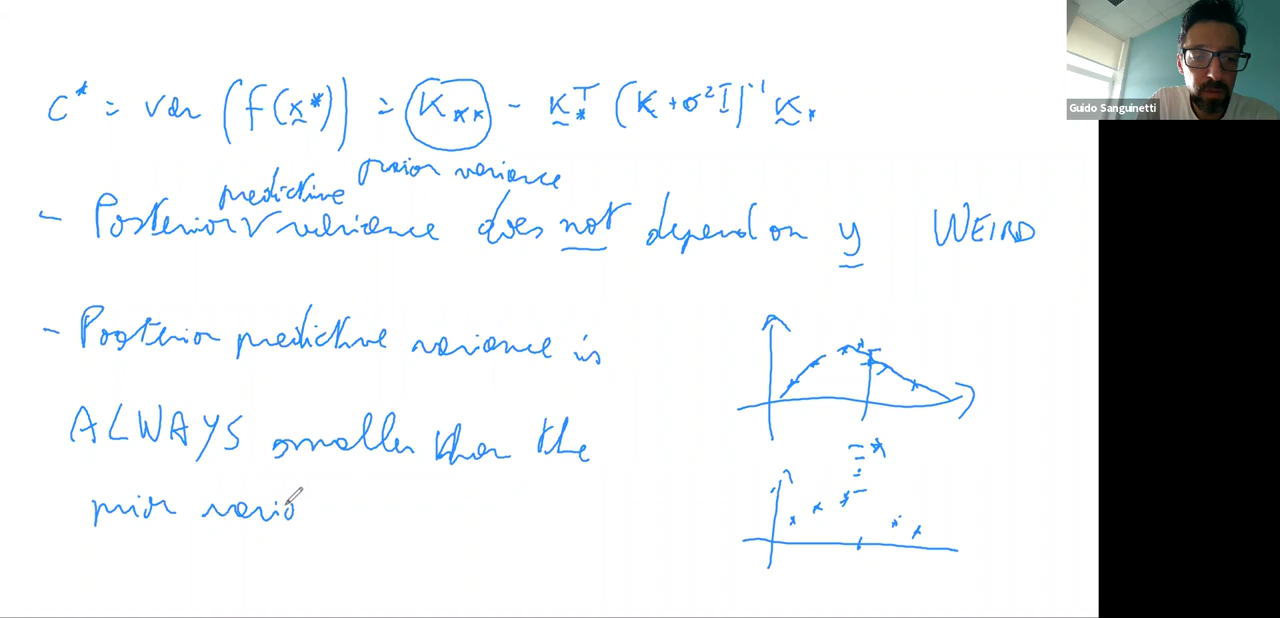 C* = var (f(x*)) = K** - K*ᵀ (K + σ²I)⁻¹ K*
prior variance
predictive
- Posterior variance does not depend on y WEIRD
- Posterior predictive variance is
ALWAYS smaller than the
prior varia
Guido Sanguinetti